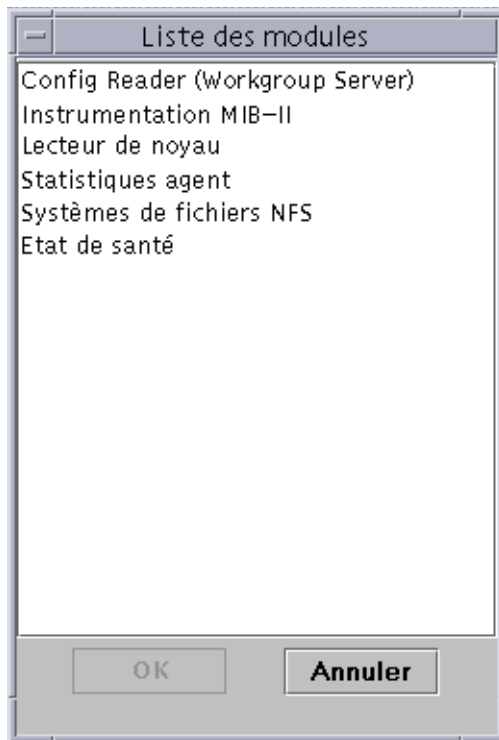 Liste des modules
Config Reader (Workgroup Server)
Instrumentation MIB-II
Lecteur de noyau
Statistiques agent
Systèmes de fichiers NFS
Etat de santé
OK
Annuler